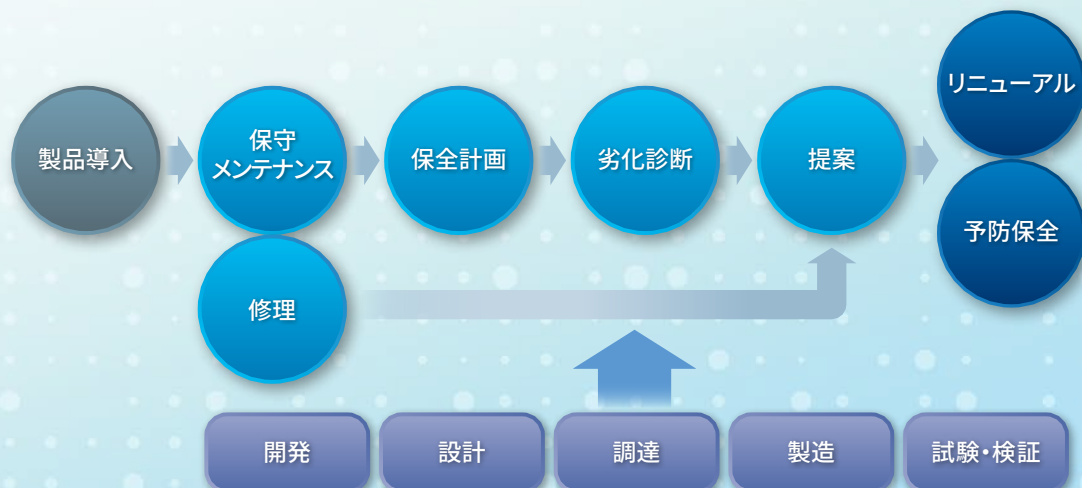 製品導入
保守
メンテナンス
保全計画
劣化診断
提案
リニューアル
予防保全
修理
開発
設計
調達
製造
試験・検証